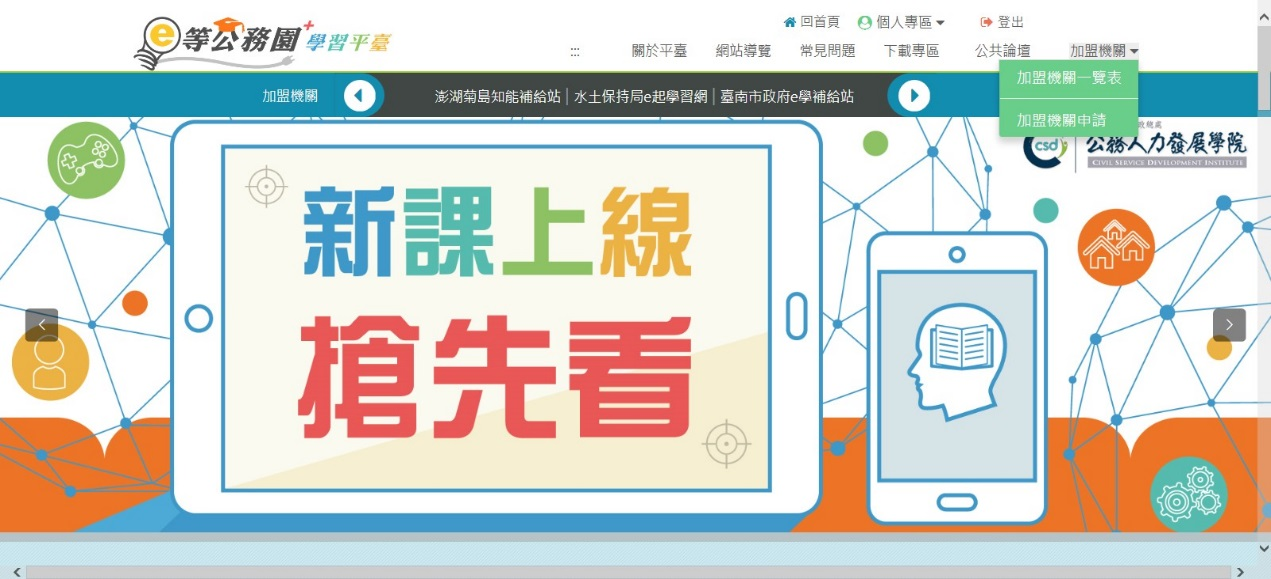 e等公務園+學習平臺
回首頁 個人專區 登出
::: 關於平臺 網站導覽 常見問題 下載專區 公共論壇 加盟機關
加盟機關一覽表
加盟機關申請
加盟機關 澎湖菊島知能補給站 | 水土保持局e起學習網 | 臺南市政府e學補給站
csd 公務人力發展學院
CIVIL SERVICE DEVELOPMENT INSTITUTE
新課上線
搶先看